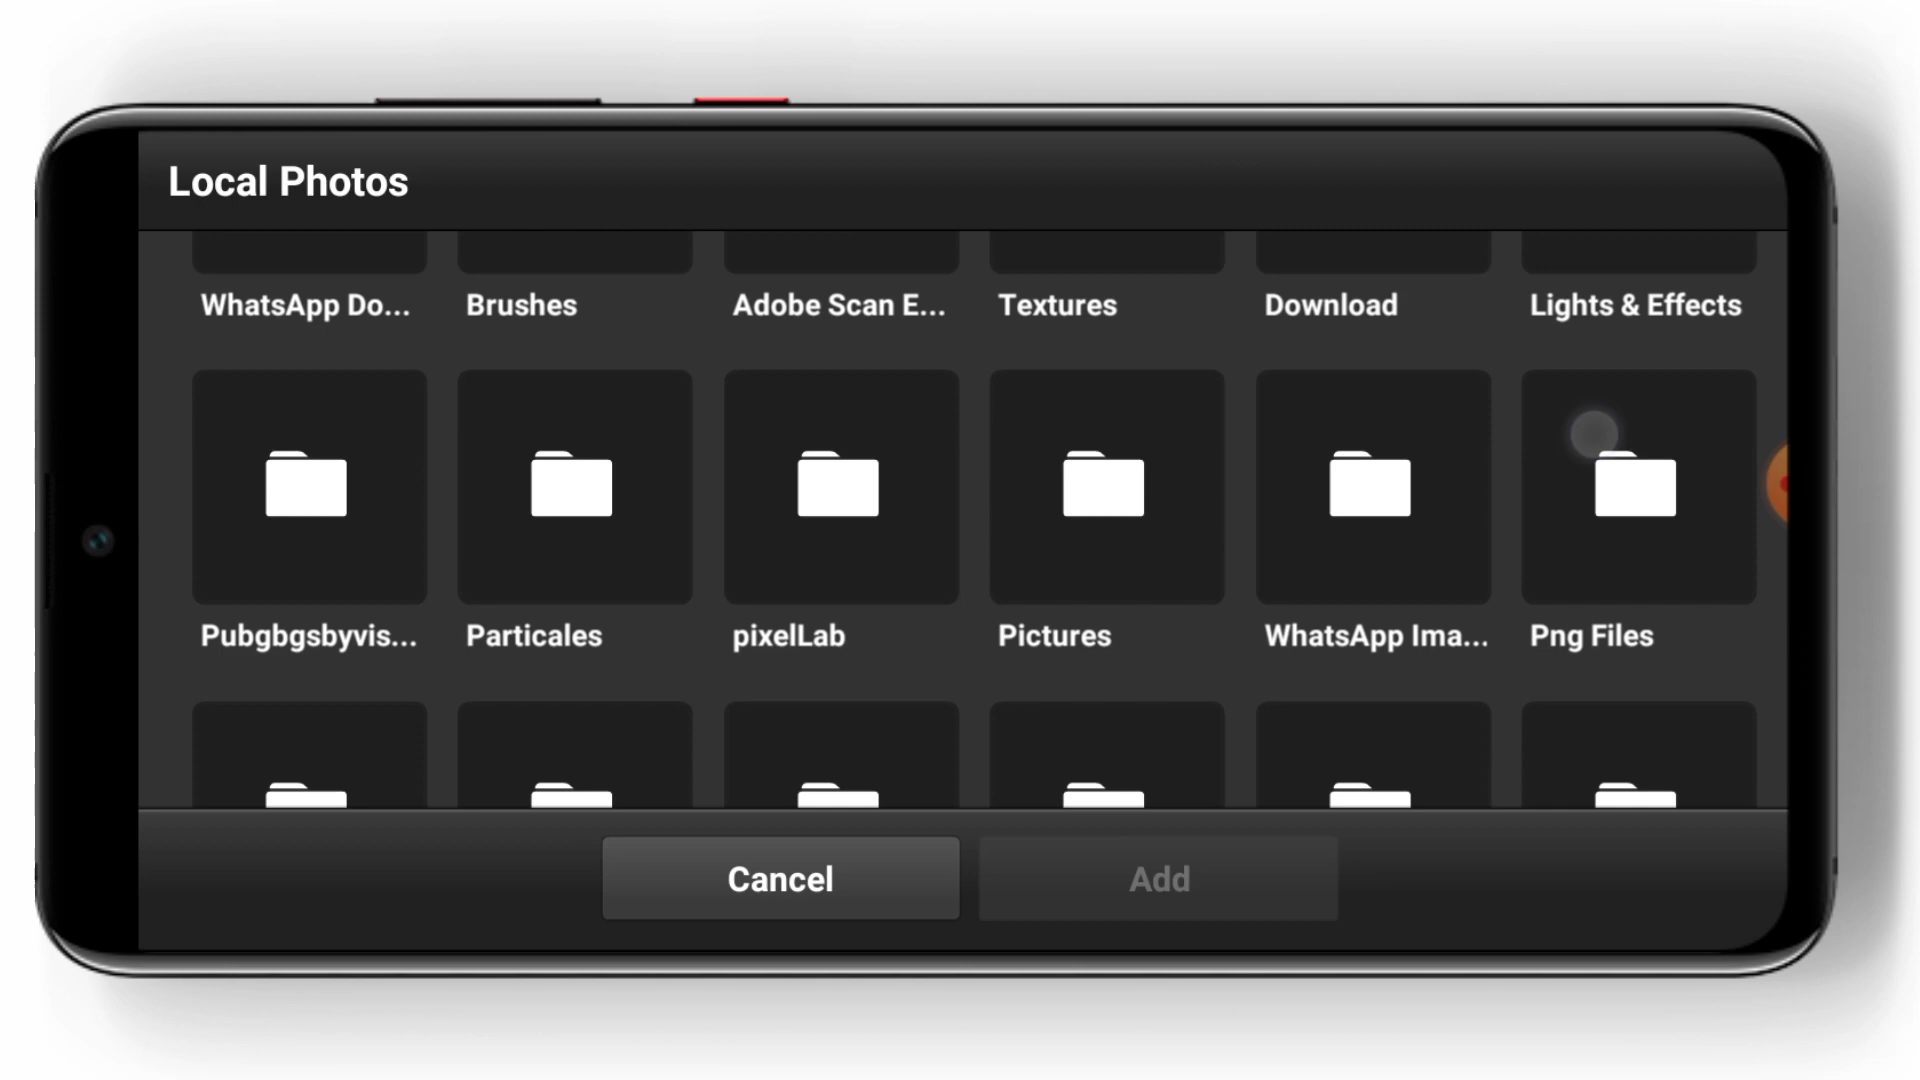 Local Photos
WhatsApp Do...
Brushes
Adobe Scan E...
Textures
Download
Lights & Effects
Pubgbgsbyvis...
Particales
pixelLab
Pictures
WhatsApp Ima...
Png Files
Cancel
Add